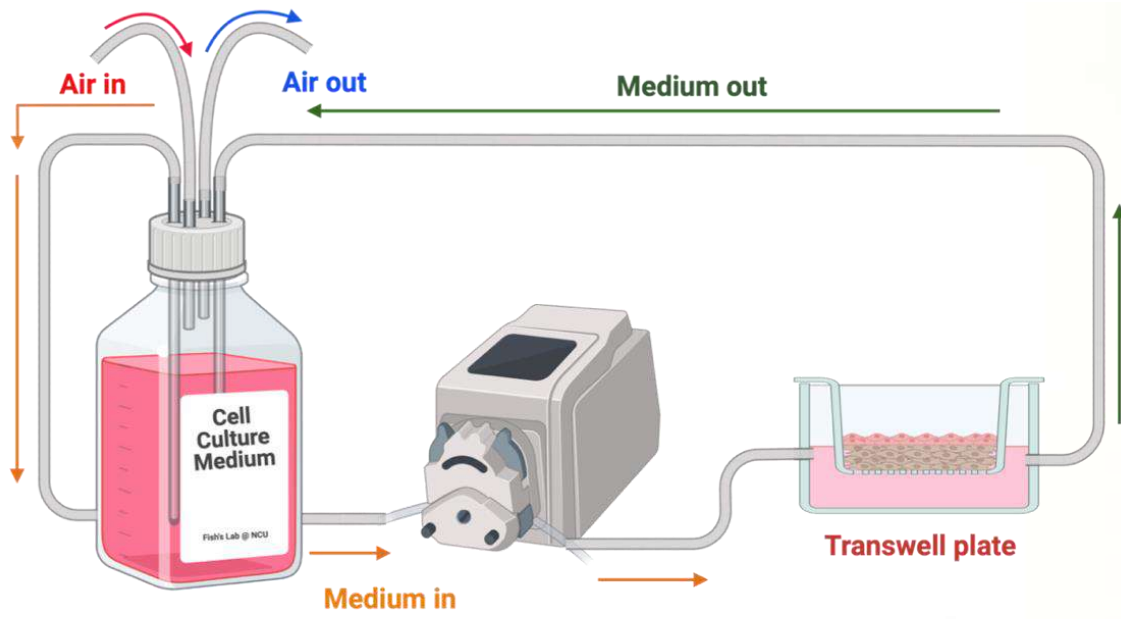 Air in
Air out
Medium out
Cell
Culture
Medium
Fish's Lab @ NCU
Medium in
Transwell plate